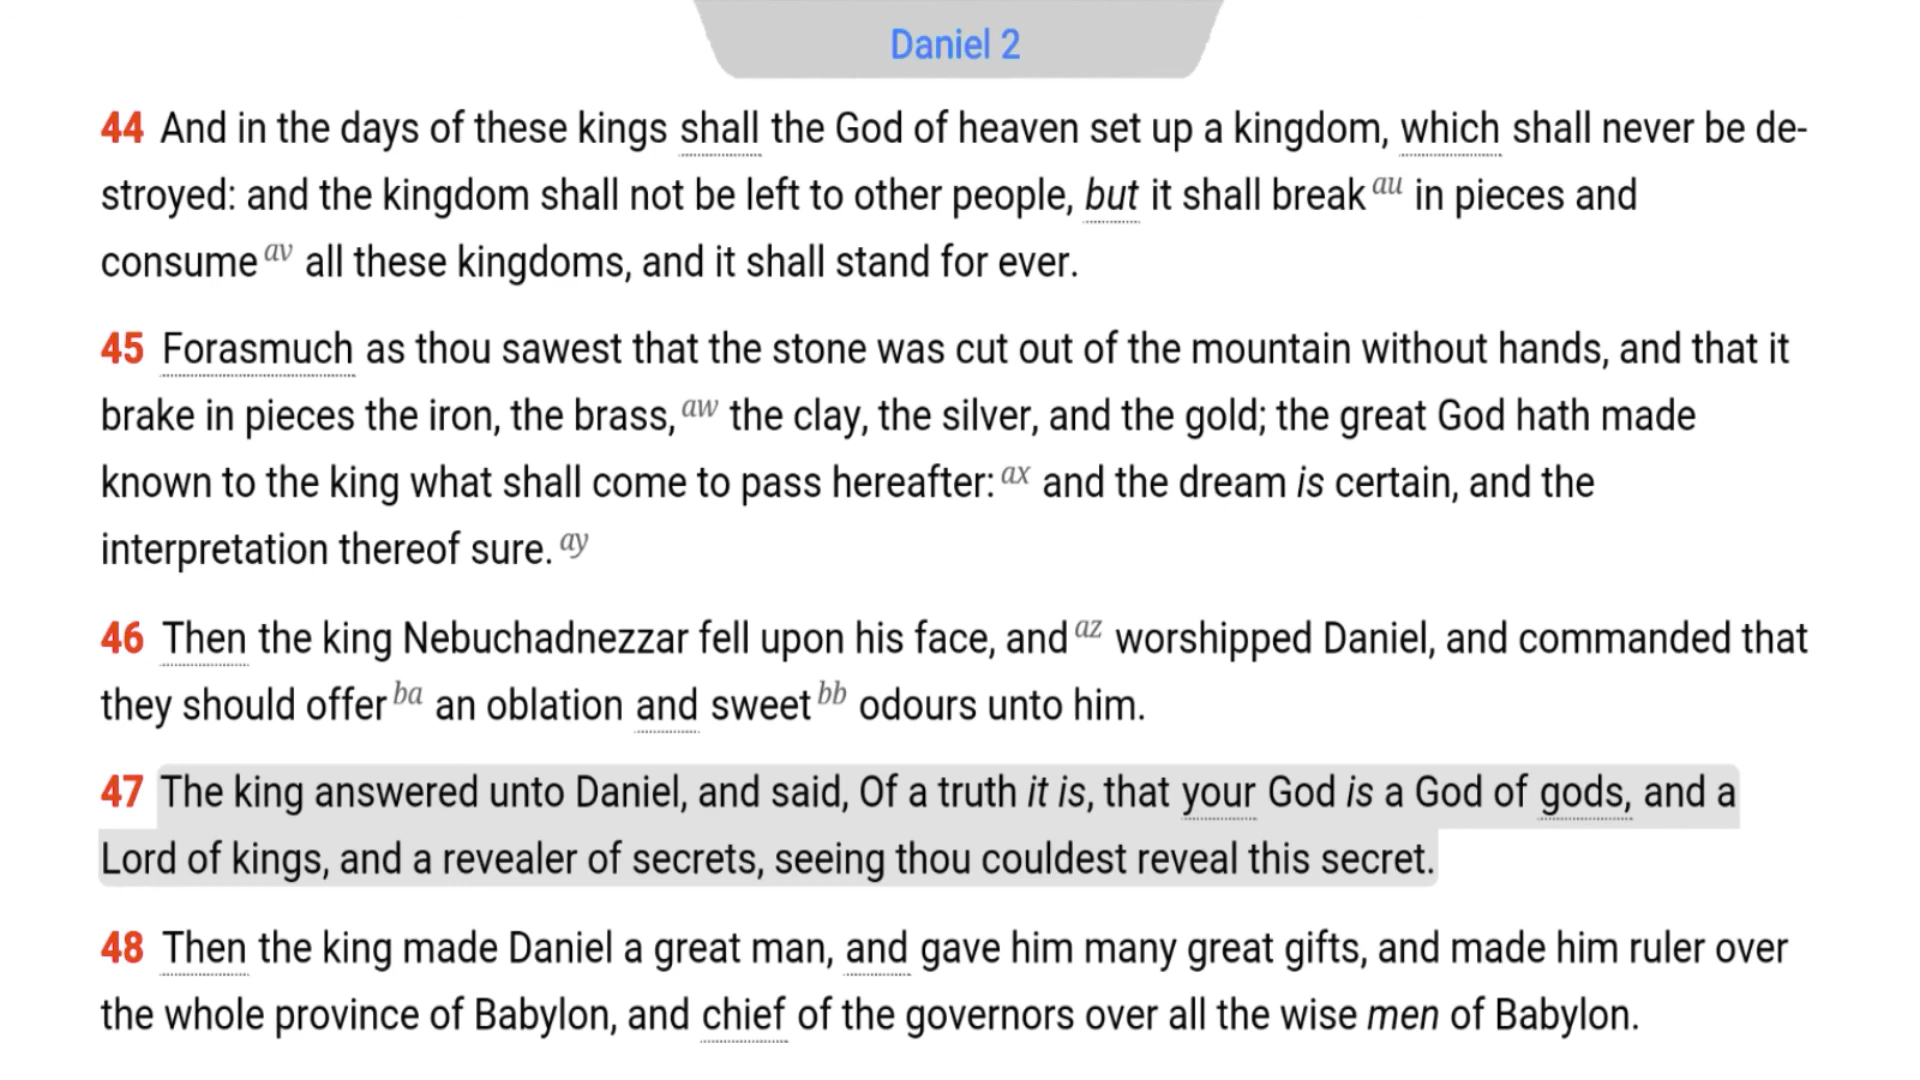 Daniel 2
44 And in the days of these kings shall the God of heaven set up a kingdom, which shall never be de-
stroyed: and the kingdom shall not be left to other people, but it shall break au in pieces and
consume av all these kingdoms, and it shall stand for ever.
45 Forasmuch as thou sawest that the stone was cut out of the mountain without hands, and that it
brake in pieces the iron, the brass, aw the clay, the silver, and the gold; the great God hath made
known to the king what shall come to pass hereafter: ax and the dream is certain, and the
interpretation thereof sure. ay
46 Then the king Nebuchadnezzar fell upon his face, and az worshipped Daniel, and commanded that
they should offer ba an oblation and sweet bb odours unto him.
47 The king answered unto Daniel, and said, Of a truth it is, that your God is a God of gods, and a
Lord of kings, and a revealer of secrets, seeing thou couldest reveal this secret.
48 Then the king made Daniel a great man, and gave him many great gifts, and made him ruler over
the whole province of Babylon, and chief of the governors over all the wise men of Babylon.